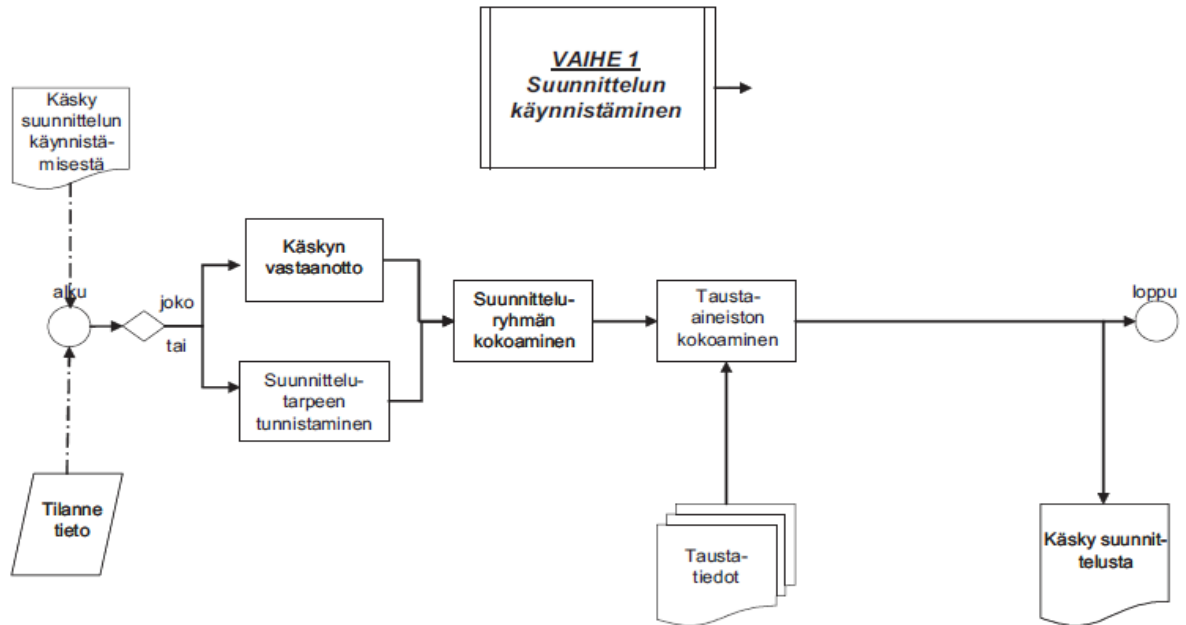 VAIHE 1
Suunnittelun
käynnistäminen
Käsky
suunnittelun
käynnistä-
misestä
alku
joko
tai
Käskyn
vastaanotto
Suunnittelu-
tarpeen
tunnistaminen
Suunnittelu-
ryhmän
kokoaminen
Tausta-
aineiston
kokoaminen
loppu
Tilanne
tieto
Tausta-
tiedot
Käsky suunnit-
telusta